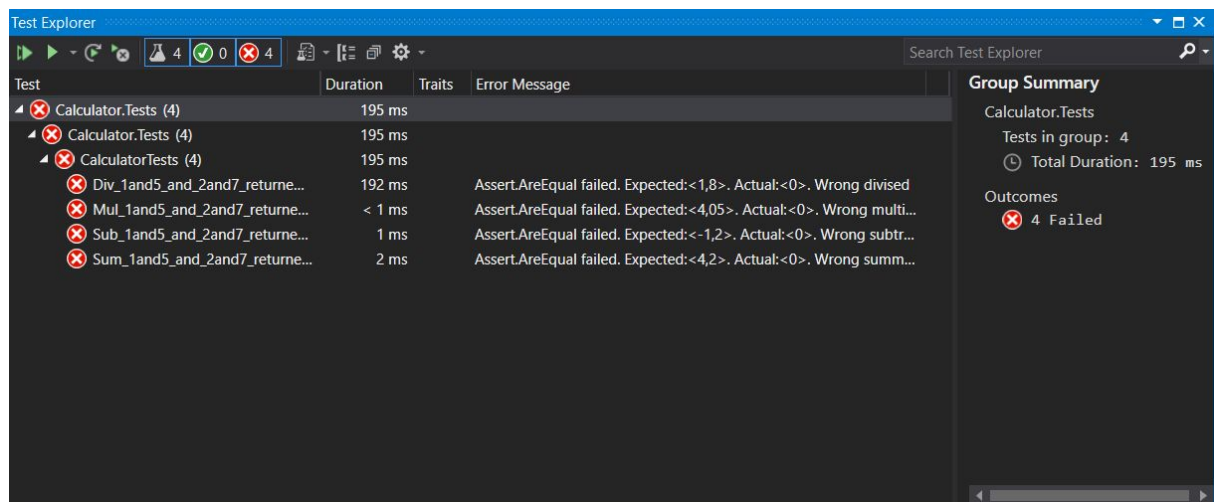 Test Explorer
4 0 4 Search Test Explorer
Test Duration Traits Error Message
Calculator.Tests (4) 195 ms
Calculator.Tests (4) 195 ms
CalculatorTests (4) 195 ms
Div_1and5_and_2and7_returne... 192 ms Assert.AreEqual failed. Expected:<1,8>. Actual:<0>. Wrong divised
Mul_1and5_and_2and7_returne... < 1 ms Assert.AreEqual failed. Expected:<4,05>. Actual:<0>. Wrong multi...
Sub_1and5_and_2and7_returne... 1 ms Assert.AreEqual failed. Expected:<-1,2>. Actual:<0>. Wrong subtr...
Sum_1and5_and_2and7_returne... 2 ms Assert.AreEqual failed. Expected:<4,2>. Actual:<0>. Wrong summ...
Group Summary
Calculator.Tests
Tests in group: 4
Total Duration: 195 ms
Outcomes
4 Failed